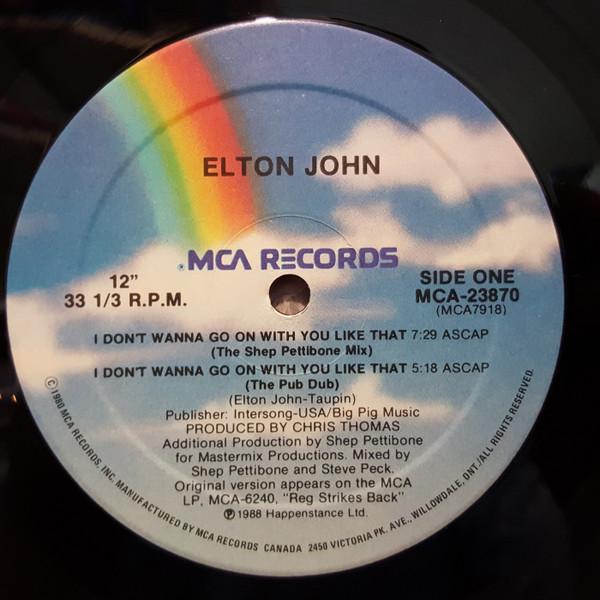 ELTON JOHN
MCA RECORDS
12"
33 1/3 R.P.M.
SIDE ONE
MCA-23870
(MCA7918)
I DON'T WANNA GO ON WITH YOU LIKE THAT 7:29 ASCAP
(The Shep Pettibone Mix)
I DON'T WANNA GO ON WITH YOU LIKE THAT 5:18 ASCAP
(The Pub Dub)
(Elton John-Taupin)
Publisher: Intersong-USA/Big Pig Music
PRODUCED BY CHRIS THOMAS
Additional Production by Shep Pettibone
for Mastermix Productions. Mixed by
Shep Pettibone and Steve Peck.
Original version appears on the MCA
LP, MCA-6240, "Reg Strikes Back"
℗ 1988 Happenstance Ltd.
© 1980 MCA RECORDS, INC. MANUFACTURED BY MCA RECORDS CANADA 2450 VICTORIA PK. AVE., WILLOWDALE, ONT./ALL RIGHTS RESERVED.